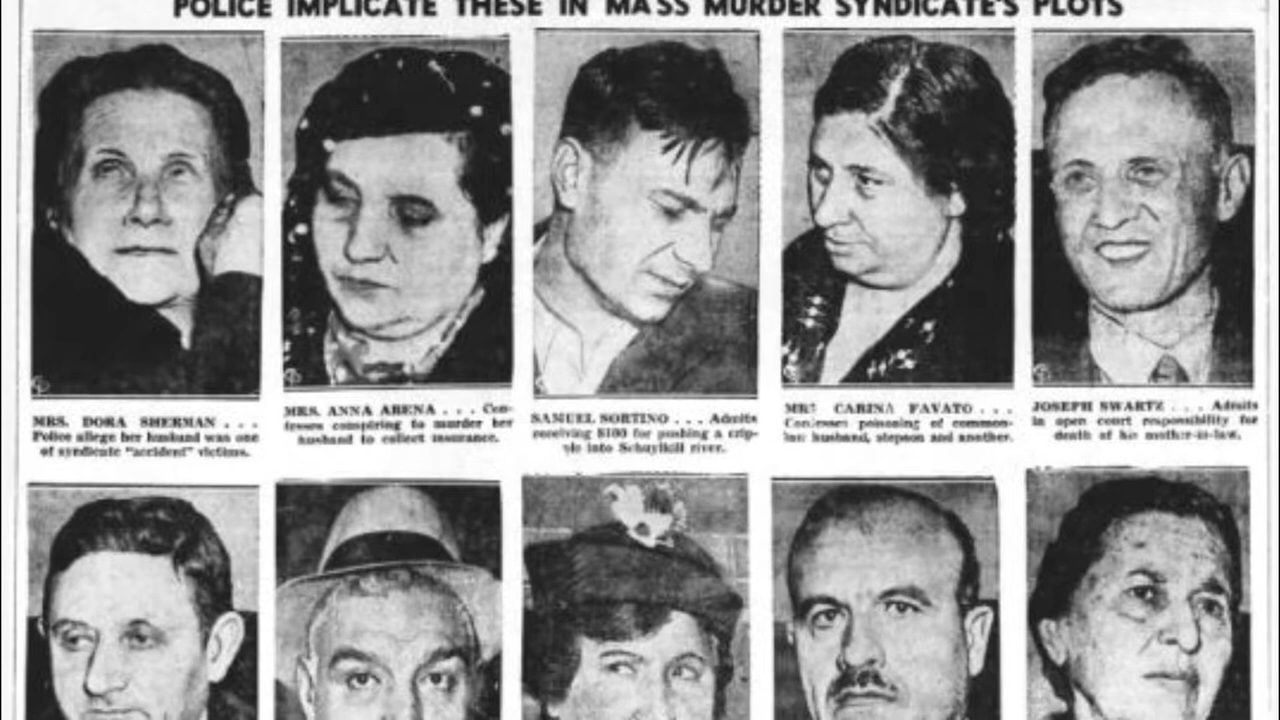 POLICE IMPLICATE THESE IN MASS MURDER SYNDICATE'S PLOTS
MRS. DORA SHERMAN . . .
Police allege her husband was one
of syndicate "accident" victims.
MRS. ANNA ARENA . . . Con-
fesses conspiring to murder her
husband to collect insurance.
SAMUEL SORTINO . . . Admits
receiving $100 for pushing a crip-
ple into Schuylkill river.
MRS. CARINA FAVATO . . .
Confesses poisoning of common-
law husband, stepson and another.
JOSEPH SWARTZ . . . Admits
in open court responsibility for
death of his mother-in-law.